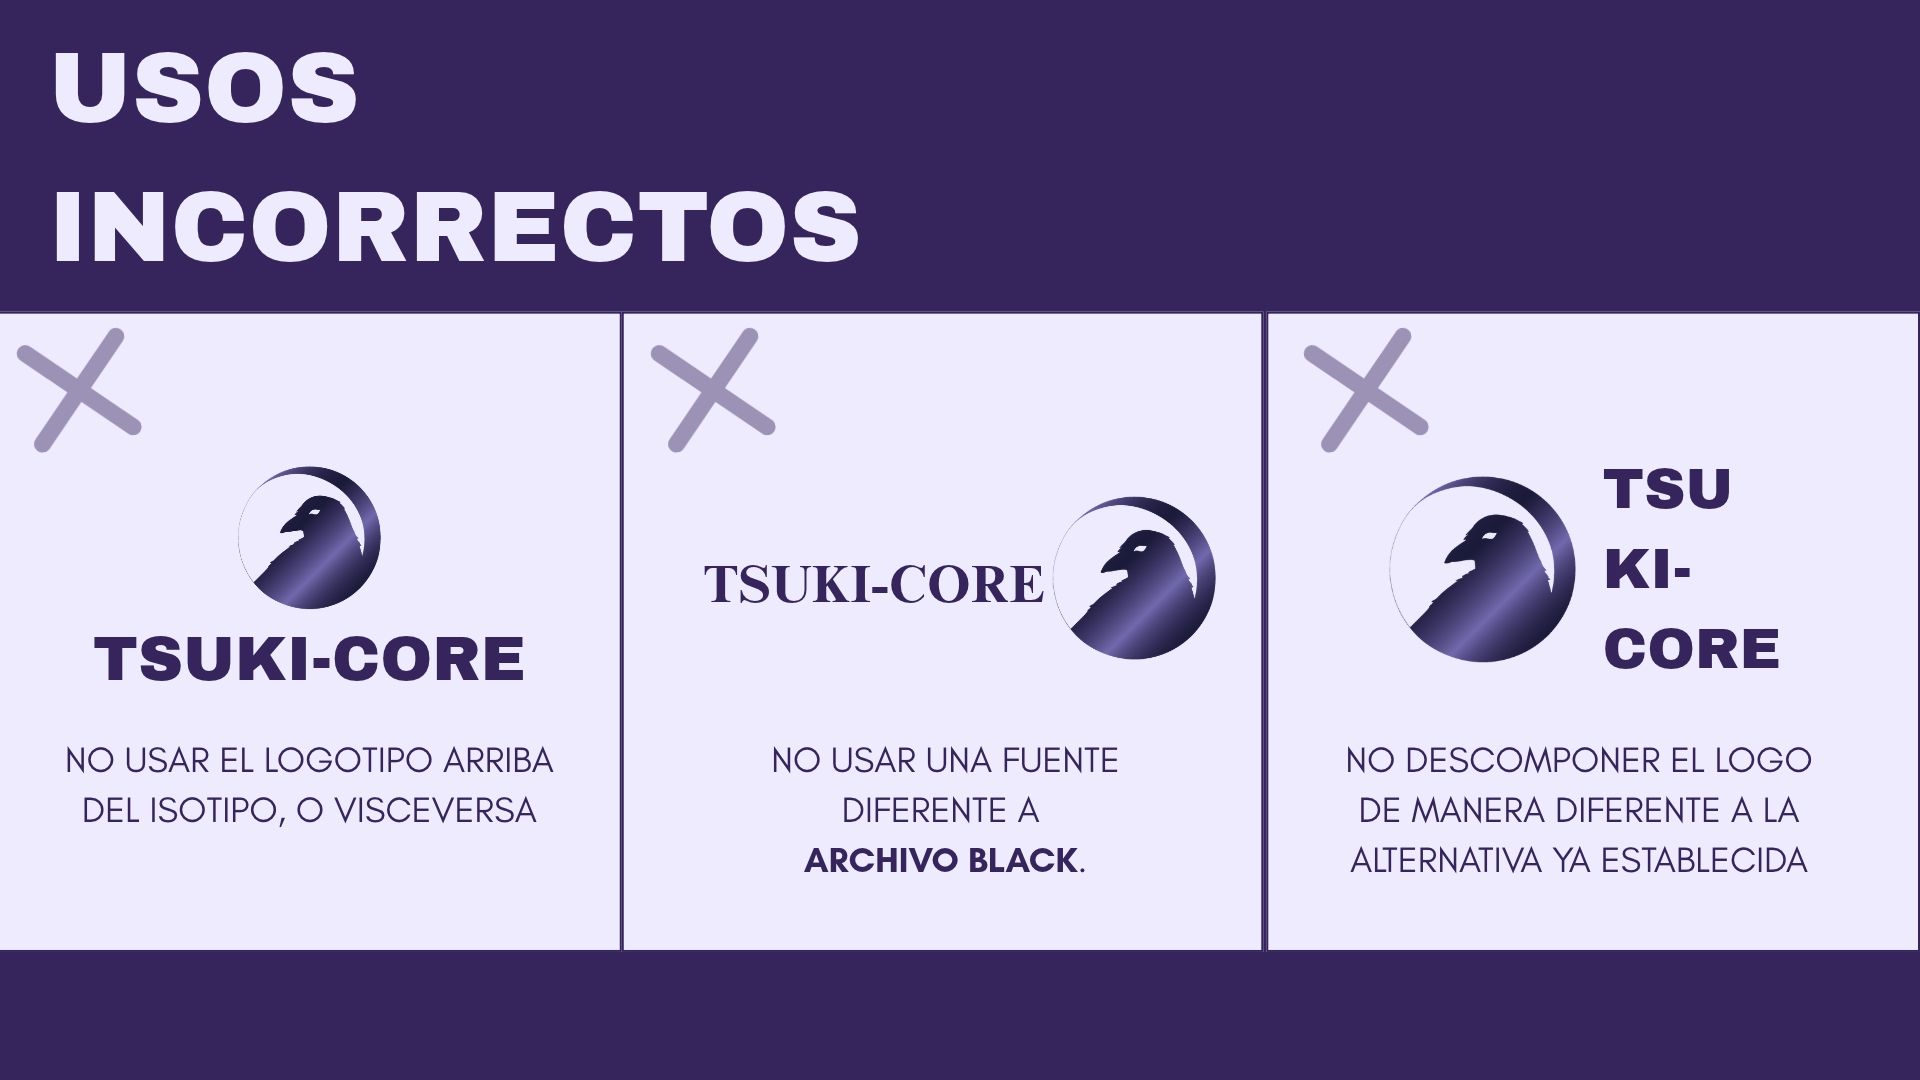 USOS
INCORRECTOS
TSUKI-CORE
NO USAR EL LOGOTIPO ARRIBA
DEL ISOTIPO, O VISCEVERSA
TSUKI-CORE
NO USAR UNA FUENTE
DIFERENTE A
ARCHIVO BLACK.
TSU
KI-
CORE
NO DESCOMPONER EL LOGO
DE MANERA DIFERENTE A LA
ALTERNATIVA YA ESTABLECIDA